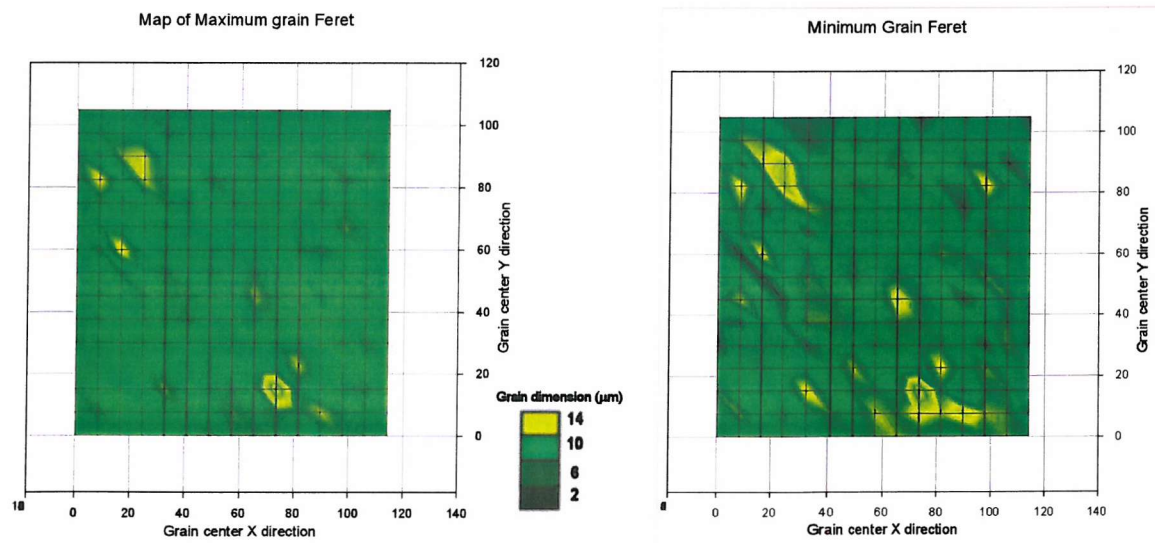 Map of Maximum grain Feret
120
100
80
60
40
20
0
Grain center Y direction
0 20 40 60 80 100 120 140
Grain center X direction
Grain dimension (μm)
14
10
6
2
Minimum Grain Feret
120
100
80
60
40
20
0
Grain center Y direction
0 20 40 60 80 100 140
Grain center X direction